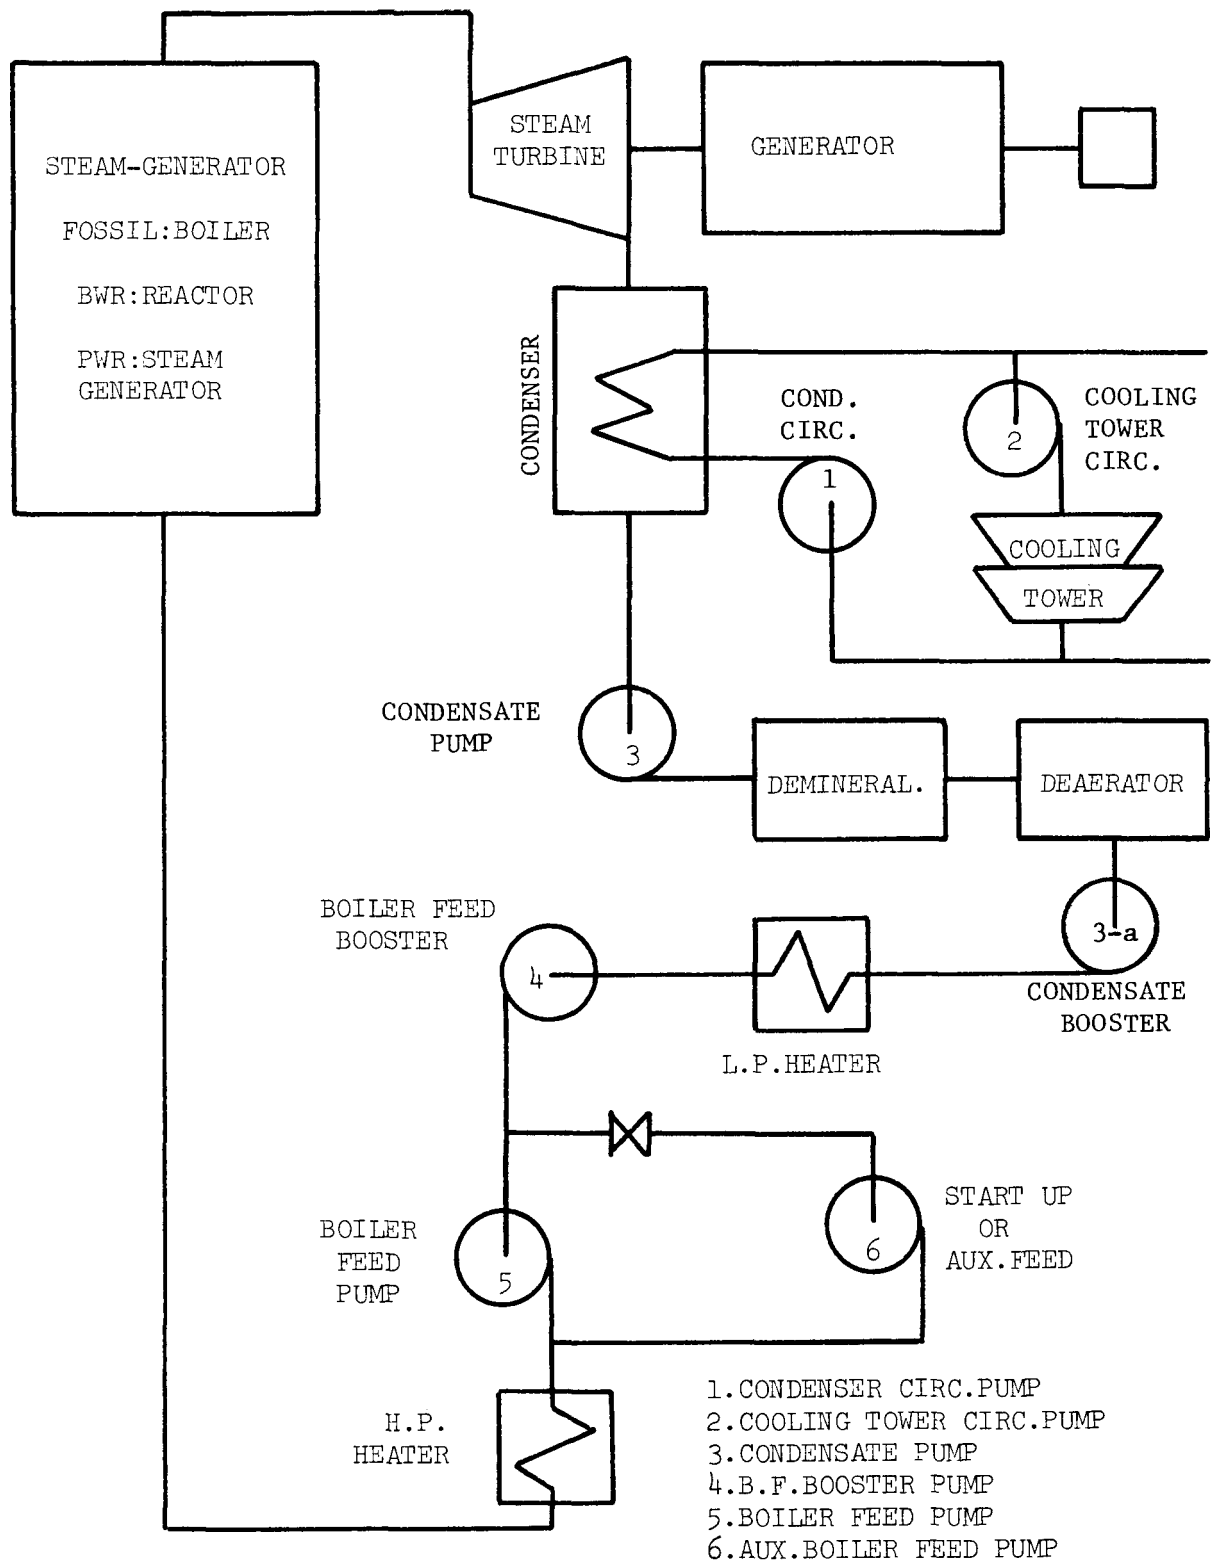 STEAM-GENERATOR
FOSSIL:BOILER
BWR:REACTOR
PWR:STEAM
GENERATOR
STEAM
TURBINE
GENERATOR
CONDENSER
COND.
CIRC.
1
2
COOLING
TOWER
CIRC.
COOLING
TOWER
CONDENSATE
PUMP
3
DEMINERAL.
DEAERATOR
3-a
CONDENSATE
BOOSTER
L.P.HEATER
BOILER FEED
BOOSTER
4
BOILER
FEED
PUMP
5
6
START UP
OR
AUX.FEED
H.P.
HEATER
1.CONDENSER CIRC.PUMP
2.COOLING TOWER CIRC.PUMP
3.CONDENSATE PUMP
4.B.F.BOOSTER PUMP
5.BOILER FEED PUMP
6.AUX.BOILER FEED PUMP